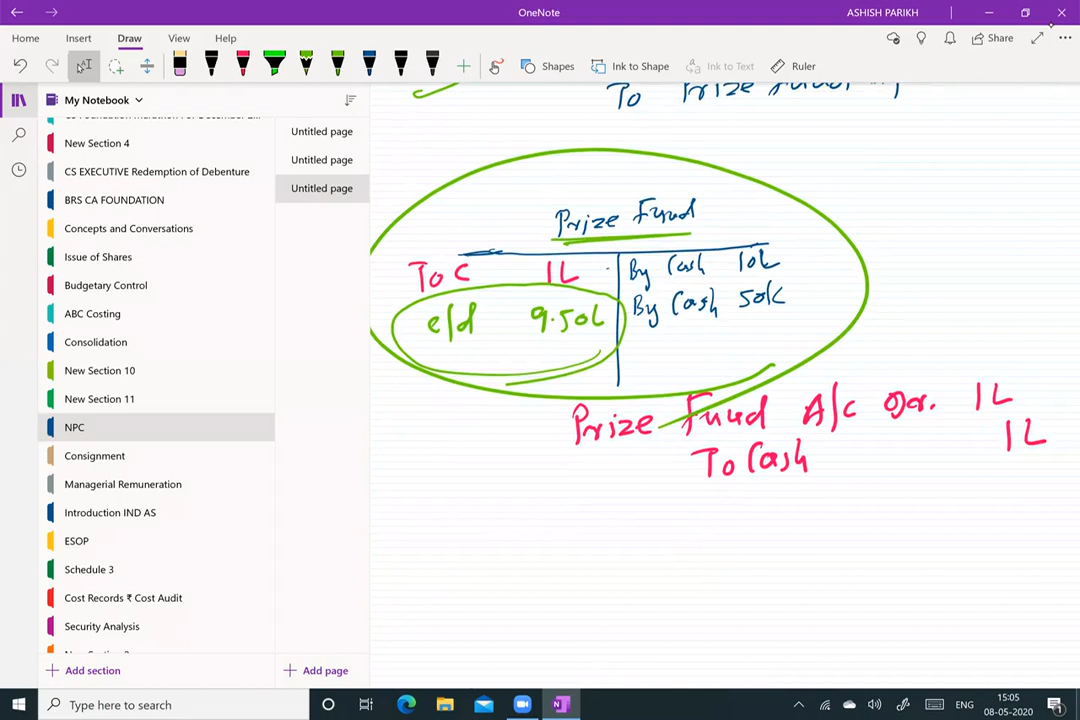 OneNote
ASHISH PARIKH
Home
Insert
Draw
View
Help
Share
Shapes
Ink to Shape
Ink to Text
Ruler
My Notebook
New Section 4
CS EXECUTIVE Redemption of Debenture
BRS CA FOUNDATION
Concepts and Conversations
Issue of Shares
Budgetary Control
ABC Costing
Consolidation
New Section 10
New Section 11
NPC
Consignment
Managerial Remuneration
Introduction IND AS
ESOP
Schedule 3
Cost Records ₹ Cost Audit
Security Analysis
Add section
Untitled page
Untitled page
Untitled page
Add page
To Prize Fund
Prize Fund
To C 1L By Cash 10L
c/d 9.50L By Cash 50K
Prize Fund A/c Dr. 1L
To Cash 1L
Type here to search
ENG
15:05
08-05-2020
1